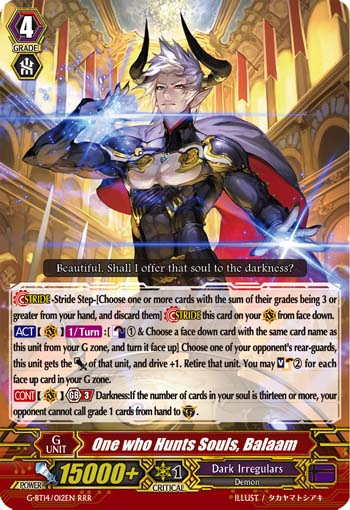 4
GRADE
Beautiful. Shall I offer that soul to the darkness?
STRIDE -Stride Step-[Choose one or more cards with the sum of their grades being 3 or
greater from your hand, and discard them] STRIDE this card on your (V) from face down.
ACT【(V)】1/Turn :[ ① & Choose a face down card with the same card name as
this unit from your G zone, and turn it face up] Choose one of your opponent's rear-guards,
this unit gets the of that unit, and drive +1. Retire that unit. You may ② for each
face up card in your G zone.
CONT【(V)】GB 3/ Darkness:If the number of cards in your soul is thirteen or more, your
opponent cannot call grade 1 cards from hand to (G).
G
UNIT
One who Hunts Souls, Balaam
POWER
15000+
1
CRITICAL
Dark Irregulars
Demon
G-BT14/012EN RRR
ILLUST / タカヤマトシアキ